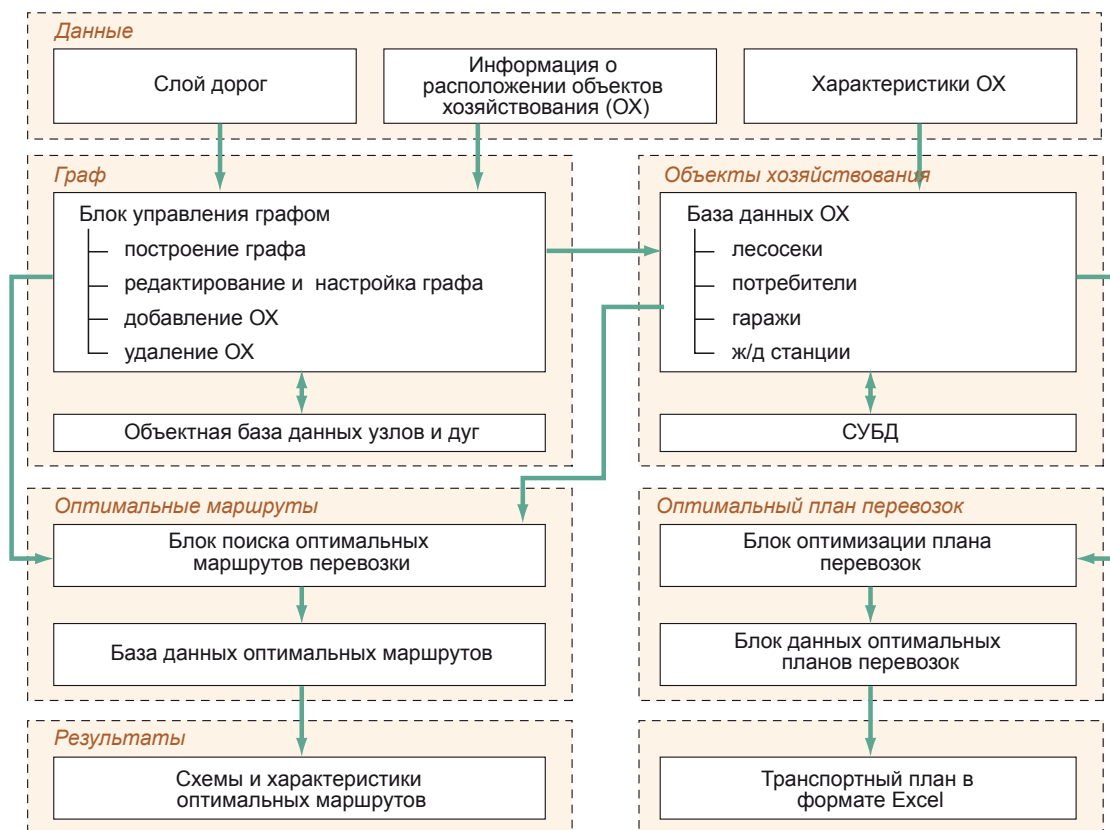 Данные
Слой дорог
Информация о
расположении объектов
хозяйствования (ОХ)
Характеристики ОХ
Граф
Блок управления графом
построение графа
редактирование и настройка графа
добавление ОХ
удаление ОХ
Объектная база данных узлов и дуг
Объекты хозяйствования
База данных ОХ
лесосеки
потребители
гаражи
ж/д станции
СУБД
Оптимальные маршруты
Блок поиска оптимальных
маршрутов перевозки
База данных оптимальных маршрутов
Оптимальный план перевозок
Блок оптимизации плана
перевозок
Блок данных оптимальных
планов перевозок
Результаты
Схемы и характеристики
оптимальных маршрутов
Транспортный план в
формате Excel